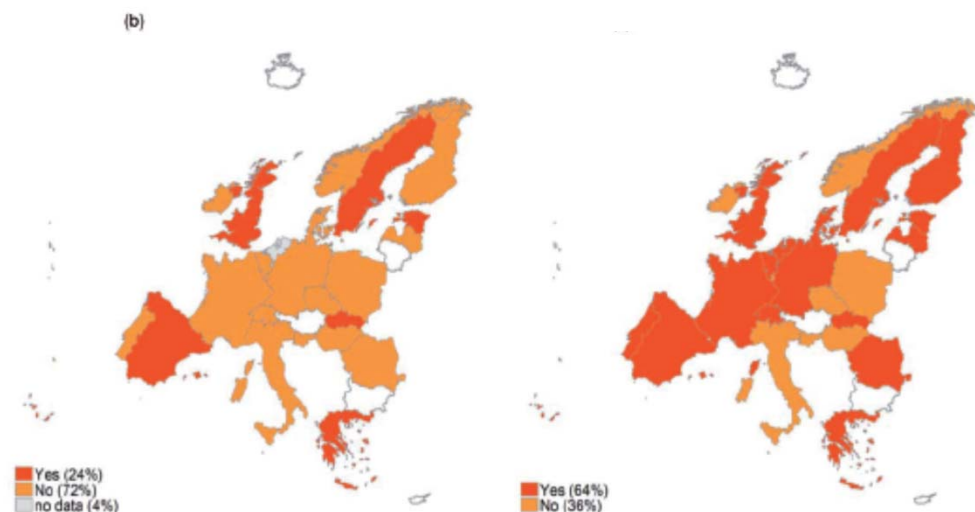 (b)
Yes (24%)
No (72%)
no data (4%)
Yes (64%)
No (36%)